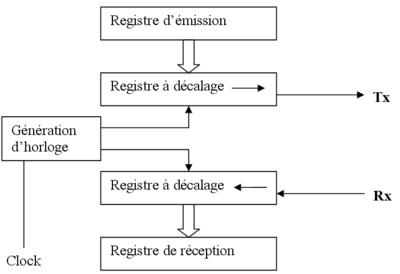 Registre d'émission
Registre à décalage
Tx
Génération
d'horloge
Registre à décalage
Rx
Registre de réception
Clock